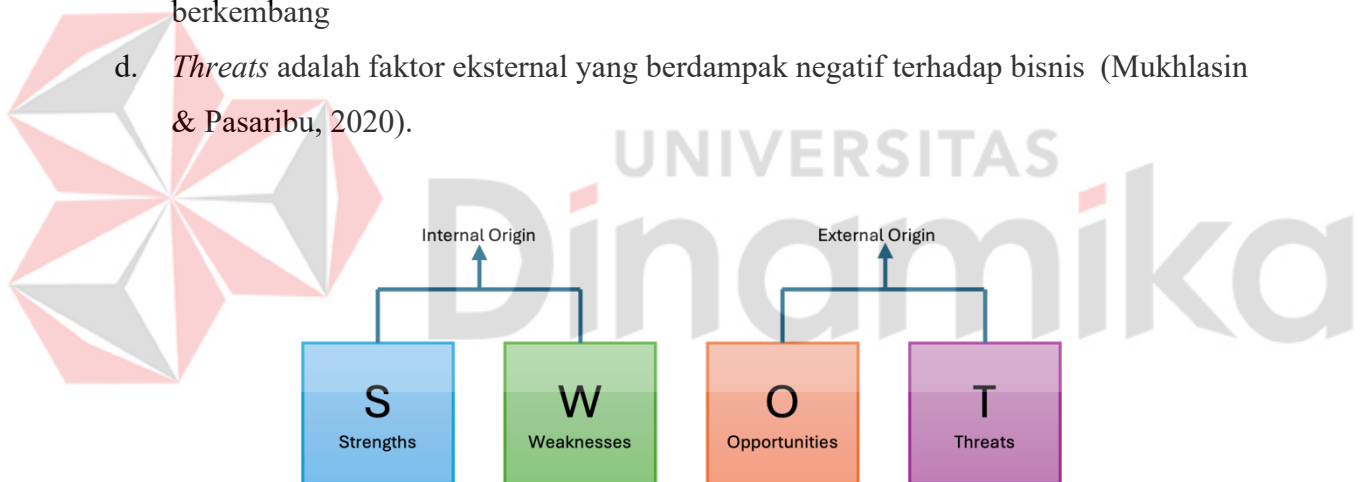 berkembang
d. Threats adalah faktor eksternal yang berdampak negatif terhadap bisnis (Mukhlasin
& Pasaribu, 2020).
UNIVERSITAS
Dinamika
Internal Origin
External Origin
S
Strengths
W
Weaknesses
O
Opportunities
T
Threats